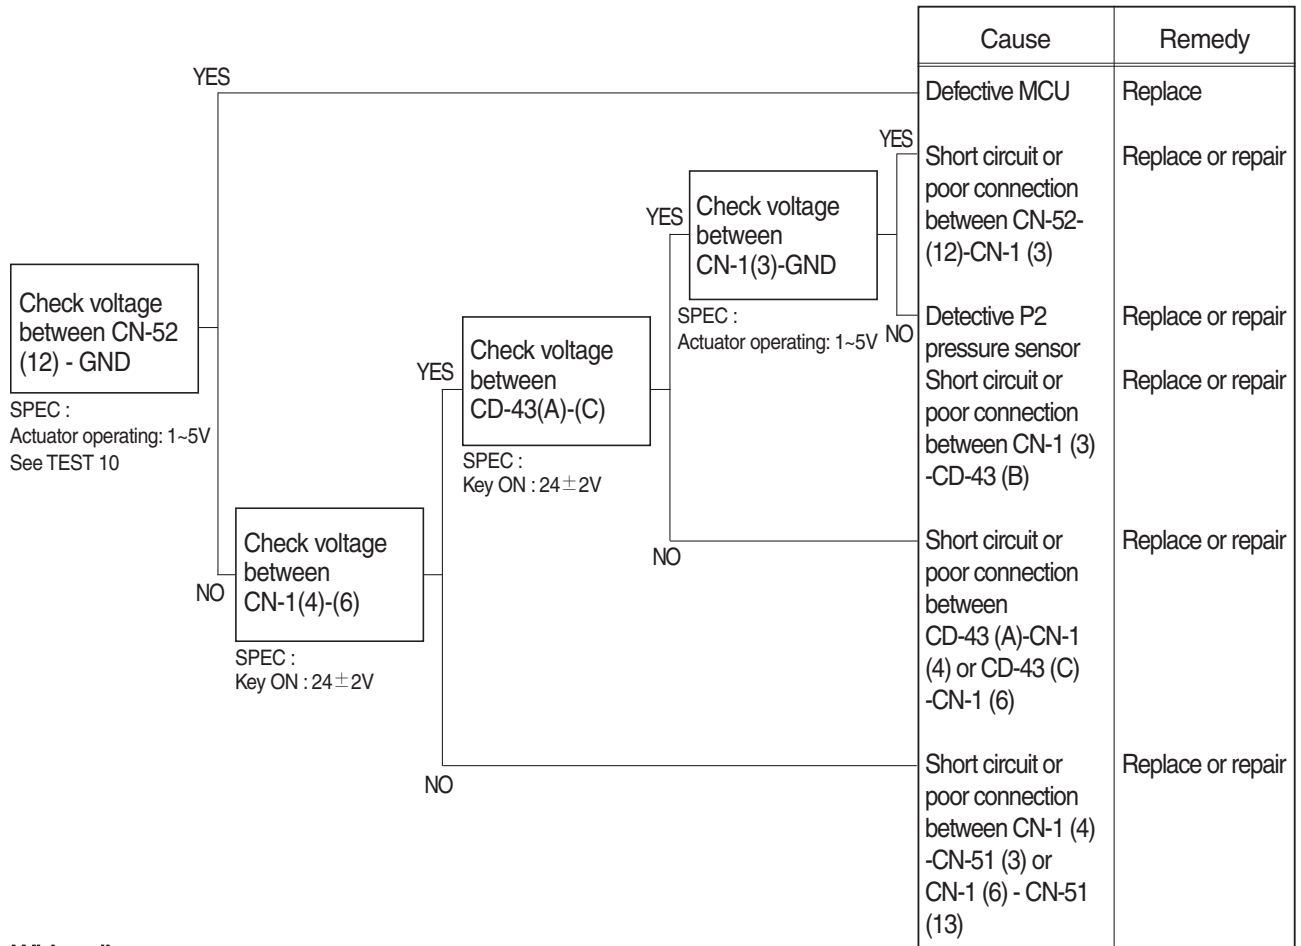 Cause
Remedy
YES
Defective MCU
Replace
YES
Short circuit or
poor connection
between CN-52-
(12)-CN-1 (3)
Replace or repair
YES
Check voltage
between
CN-1(3)-GND
SPEC :
Actuator operating: 1~5V
NO
Detective P2
pressure sensor
Replace or repair
Short circuit or
poor connection
between CN-1 (3)
-CD-43 (B)
Replace or repair
Check voltage
between CN-52
(12) - GND
SPEC :
Actuator operating: 1~5V
See TEST 10
YES
Check voltage
between
CD-43(A)-(C)
SPEC :
Key ON : 24±2V
NO
Short circuit or
poor connection
between
CD-43 (A)-CN-1
(4) or CD-43 (C)
-CN-1 (6)
Replace or repair
NO
Check voltage
between
CN-1(4)-(6)
SPEC :
Key ON : 24±2V
NO
Short circuit or
poor connection
between CN-1 (4)
-CN-51 (3) or
CN-1 (6) - CN-51
(13)
Replace or repair